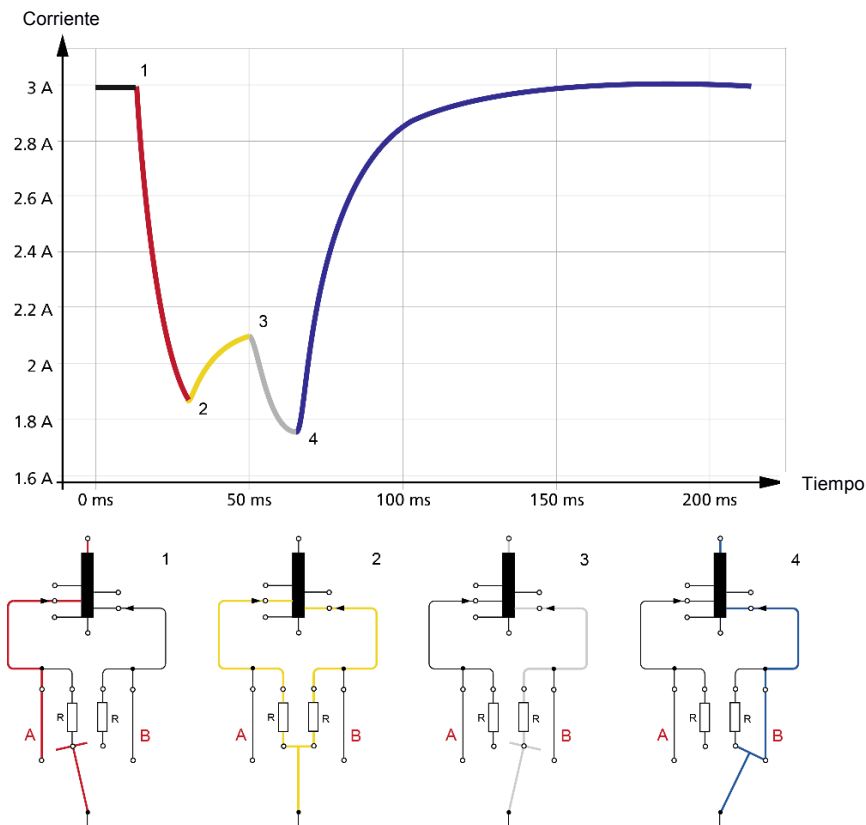 Corriente
3 A
2.8 A
2.6 A
2.4 A
2.2 A
2 A
1.8 A
1.6 A
1
2
3
4
0 ms 50 ms 100 ms 150 ms 200 ms
Tiempo
1 2 3 4
R R R R R R R R
A B A B A B A B